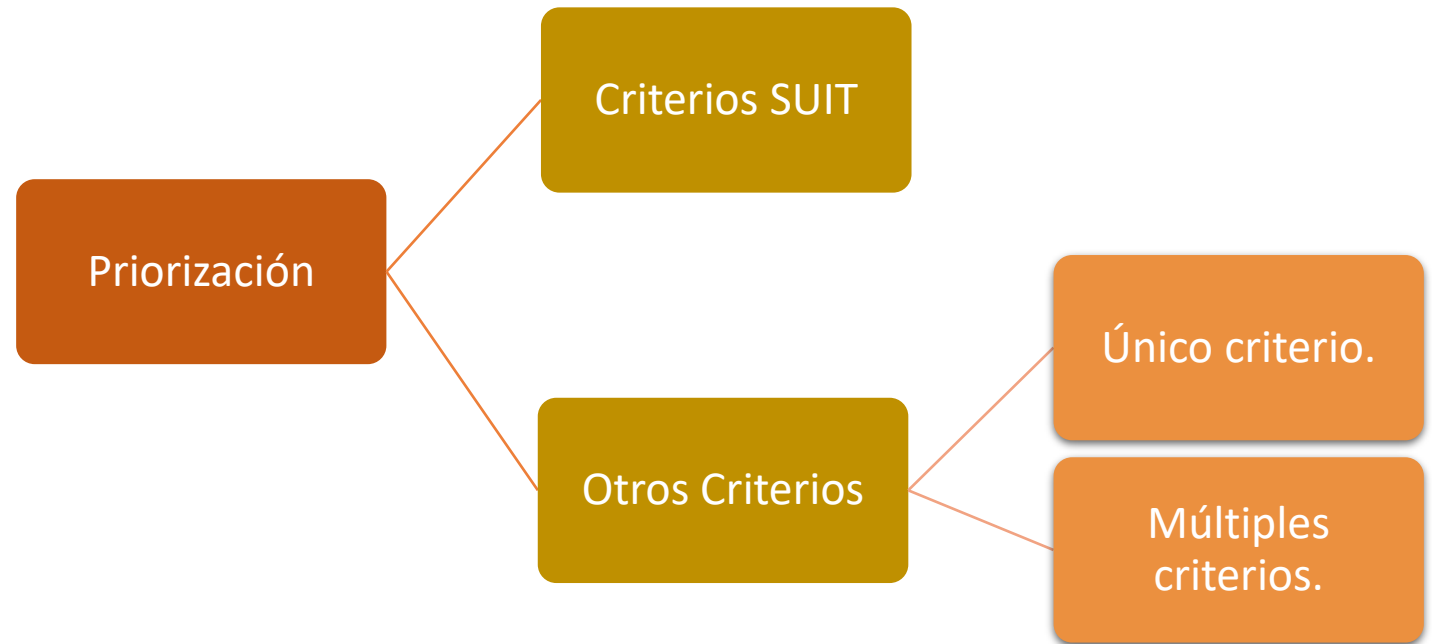 Priorización
Criterios SUIT
Otros Criterios
Único criterio.
Múltiples
criterios.